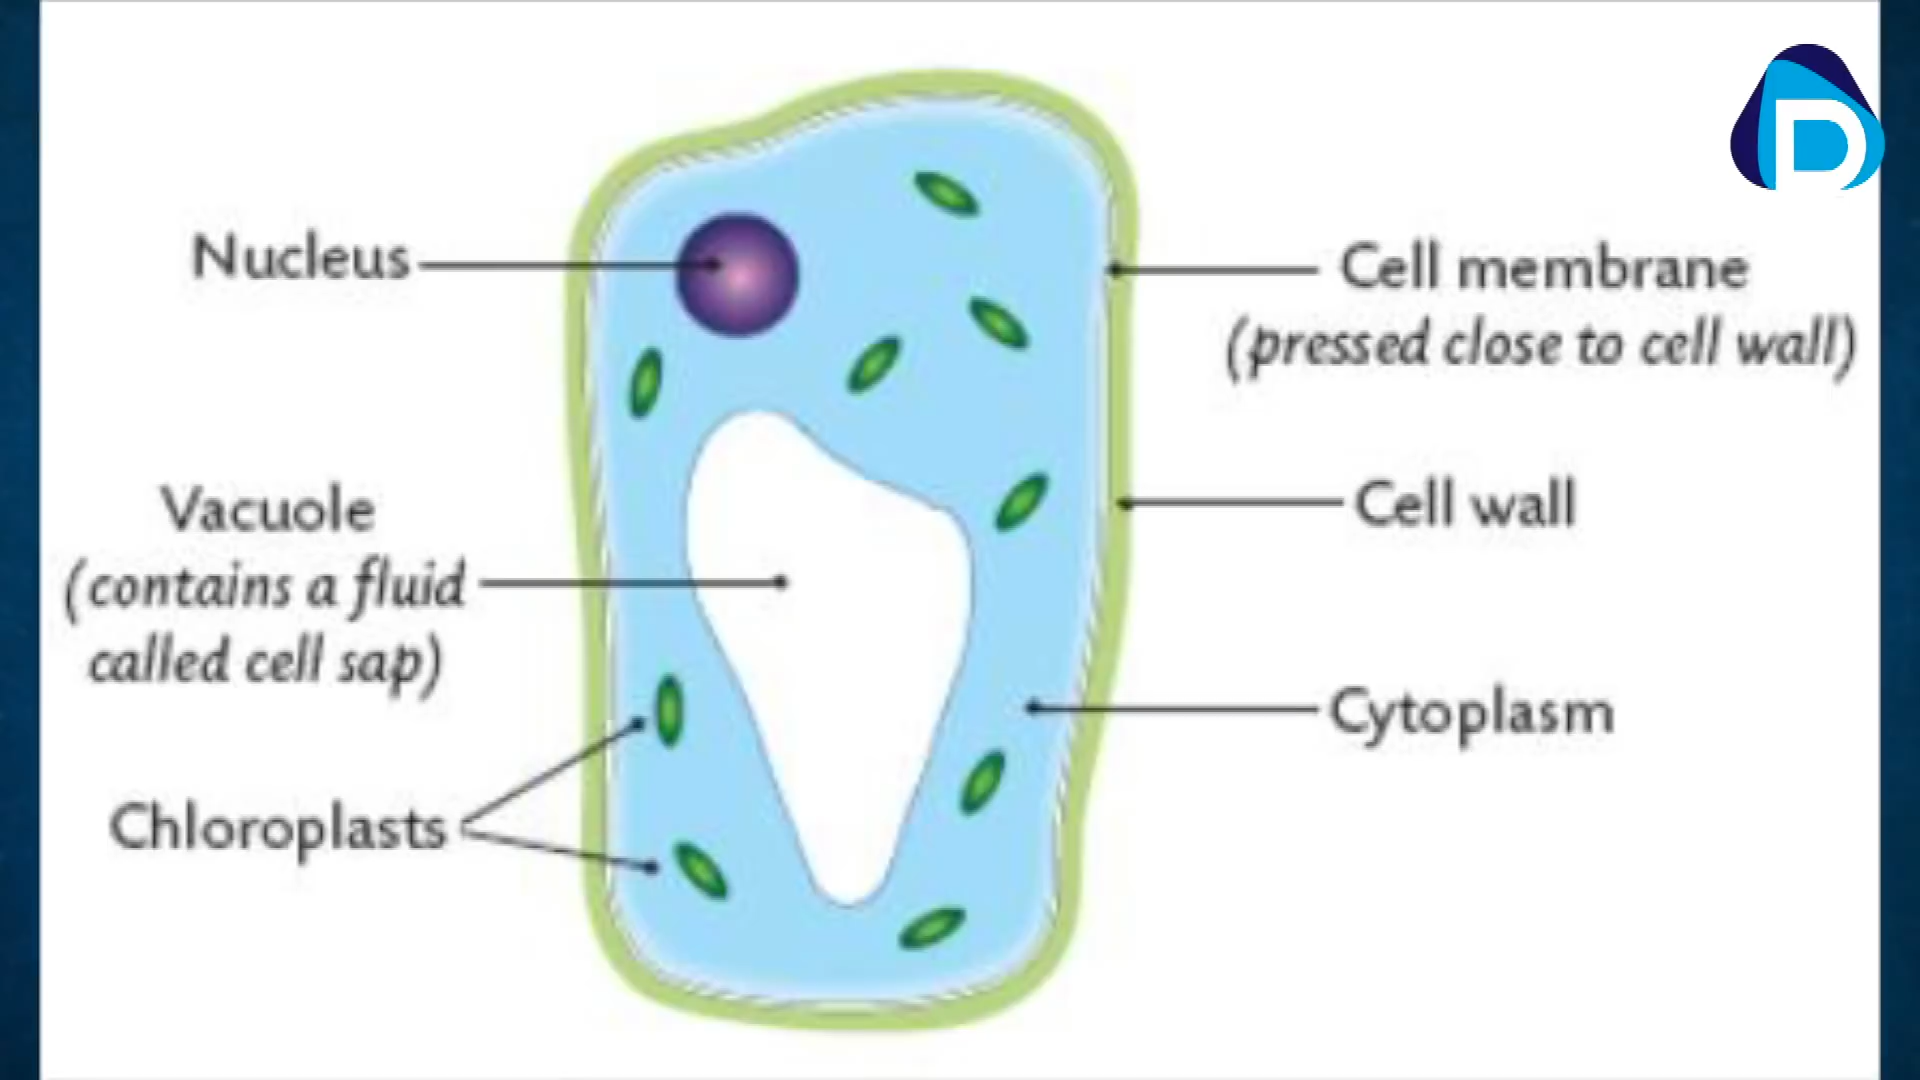 Nucleus
Cell membrane
(pressed close to cell wall)
Vacuole
(contains a fluid
called cell sap)
Cell wall
Cytoplasm
Chloroplasts
D